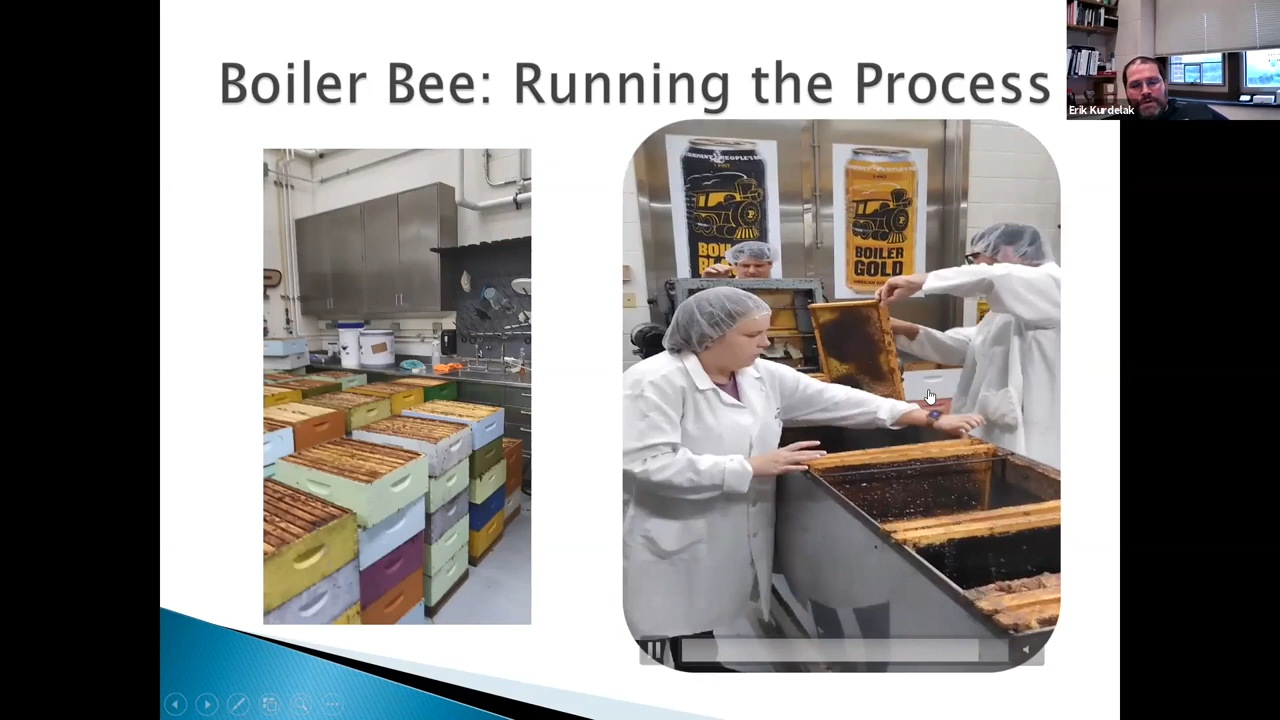 Boiler Bee: Running the Process
Erik Kurdelak
BOILER
GOLD